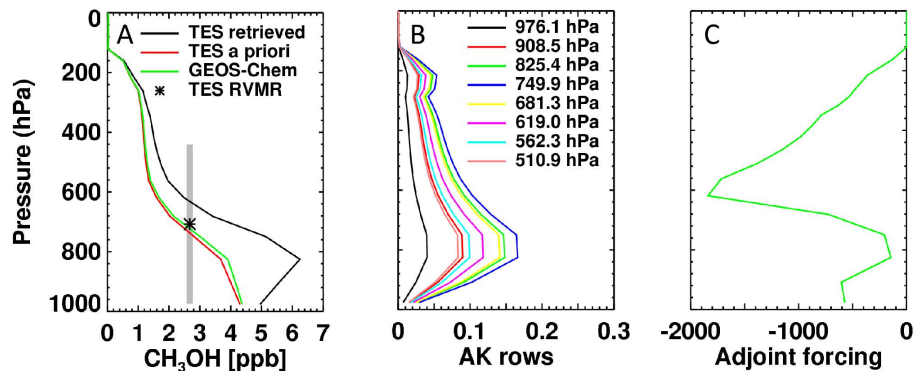 A
TES retrieved
TES a priori
GEOS-Chem
TES RVMR
0
200
400
600
800
1000
Pressure (hPa)
0 1 2 3 4 5 6 7
CH₃OH [ppb]
B
976.1 hPa
908.5 hPa
825.4 hPa
749.9 hPa
681.3 hPa
619.0 hPa
562.3 hPa
510.9 hPa
0 0.1 0.2 0.3
AK rows
C
-2000 -1000 0
Adjoint forcing